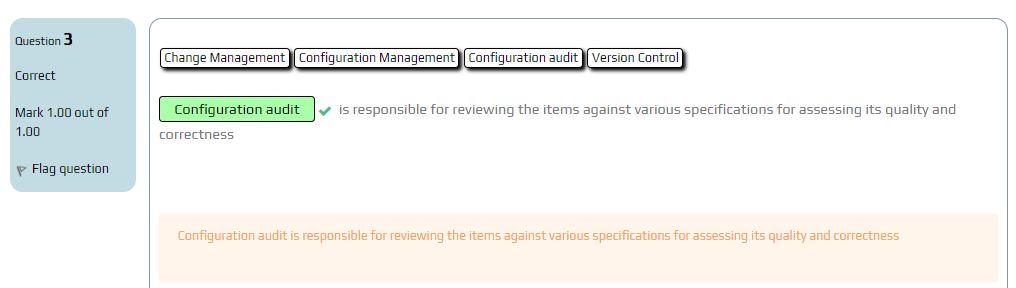 Question 3
Correct
Mark 1.00 out of
1.00
Flag question
Change Management Configuration Management Configuration audit Version Control
Configuration audit is responsible for reviewing the items against various specifications for assessing its quality and
correctness
Configuration audit is responsible for reviewing the items against various specifications for assessing its quality and correctness